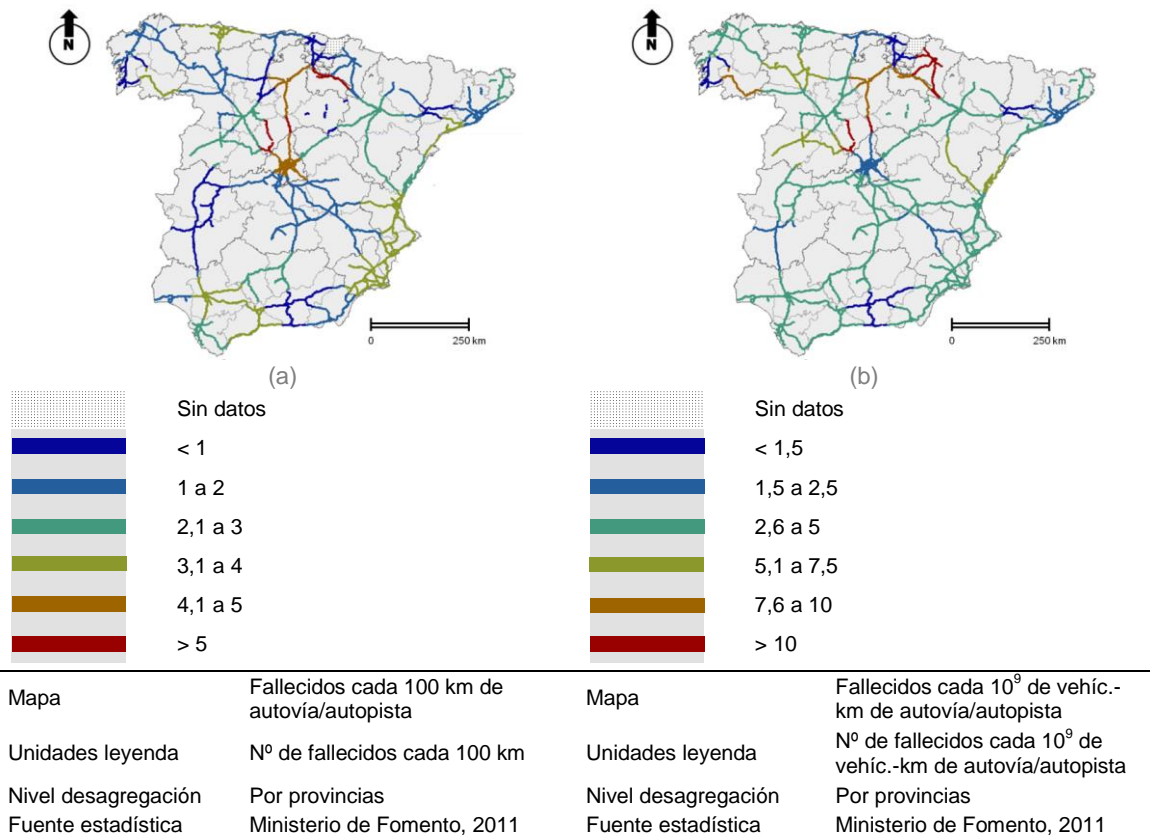 N
N
0 250 km
0 250 km
(a)
(b)
Sin datos
< 1
1 a 2
2,1 a 3
3,1 a 4
4,1 a 5
> 5
Sin datos
< 1,5
1,5 a 2,5
2,6 a 5
5,1 a 7,5
7,6 a 10
> 10
Mapa
Fallecidos cada 100 km de
autovía/autopista
Unidades leyenda
Nº de fallecidos cada 100 km
Nivel desagregación
Por provincias
Fuente estadística
Ministerio de Fomento, 2011
Mapa
Fallecidos cada 10⁹ de vehíc.-
km de autovía/autopista
Unidades leyenda
Nº de fallecidos cada 10⁹ de
vehíc.-km de autovía/autopista
Nivel desagregación
Por provincias
Fuente estadística
Ministerio de Fomento, 2011